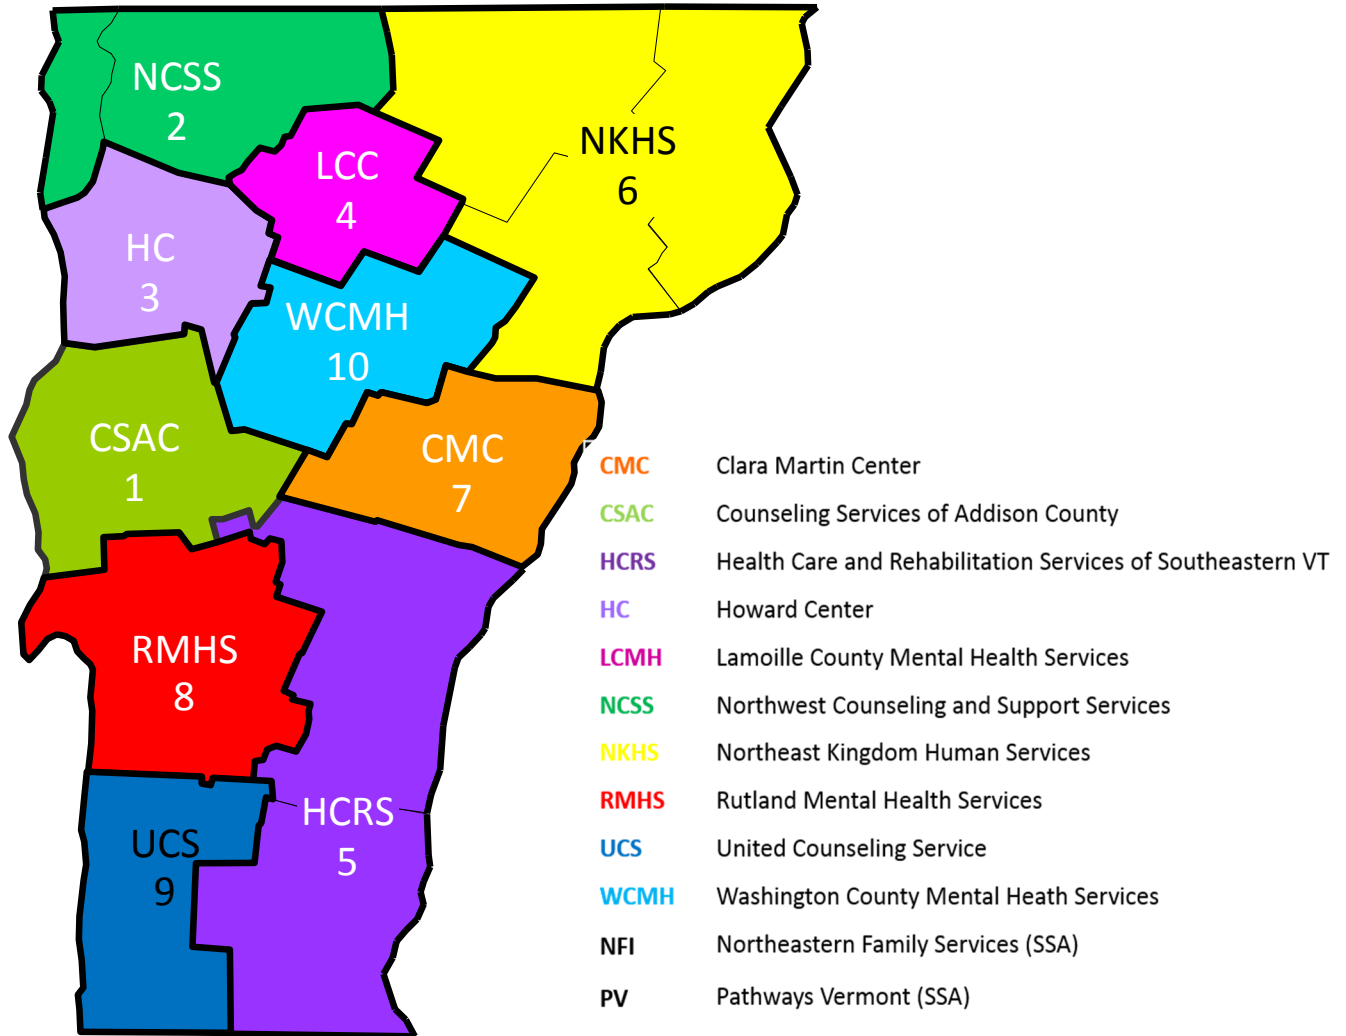 NCSS
2
LCC
4
NKHS
6
HC
3
WCMH
10
CSAC
1
CMC
7
RMHS
8
HCRS
5
UCS
9
CMC Clara Martin Center
CSAC Counseling Services of Addison County
HCRS Health Care and Rehabilitation Services of Southeastern VT
HC Howard Center
LCMH Lamoille County Mental Health Services
NCSS Northwest Counseling and Support Services
NKHS Northeast Kingdom Human Services
RMHS Rutland Mental Health Services
UCS United Counseling Service
WCMH Washington County Mental Heath Services
NFI Northeastern Family Services (SSA)
PV Pathways Vermont (SSA)